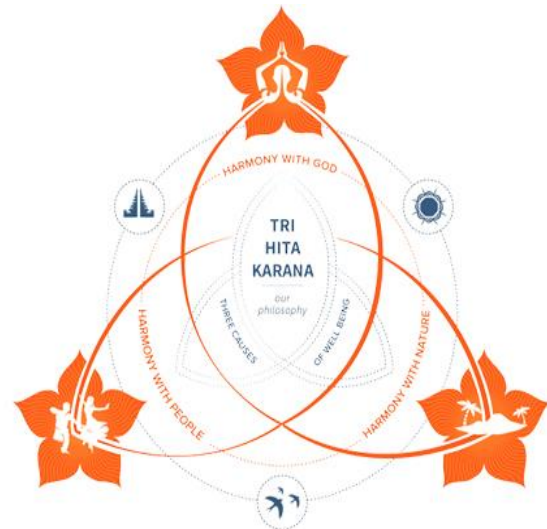 HARMONY WITH GOD
TRI
HITA
KARANA
our
philosophy
THREE CAUSES
OF WELL BEING
HARMONY WITH PEOPLE
HARMONY WITH NATURE